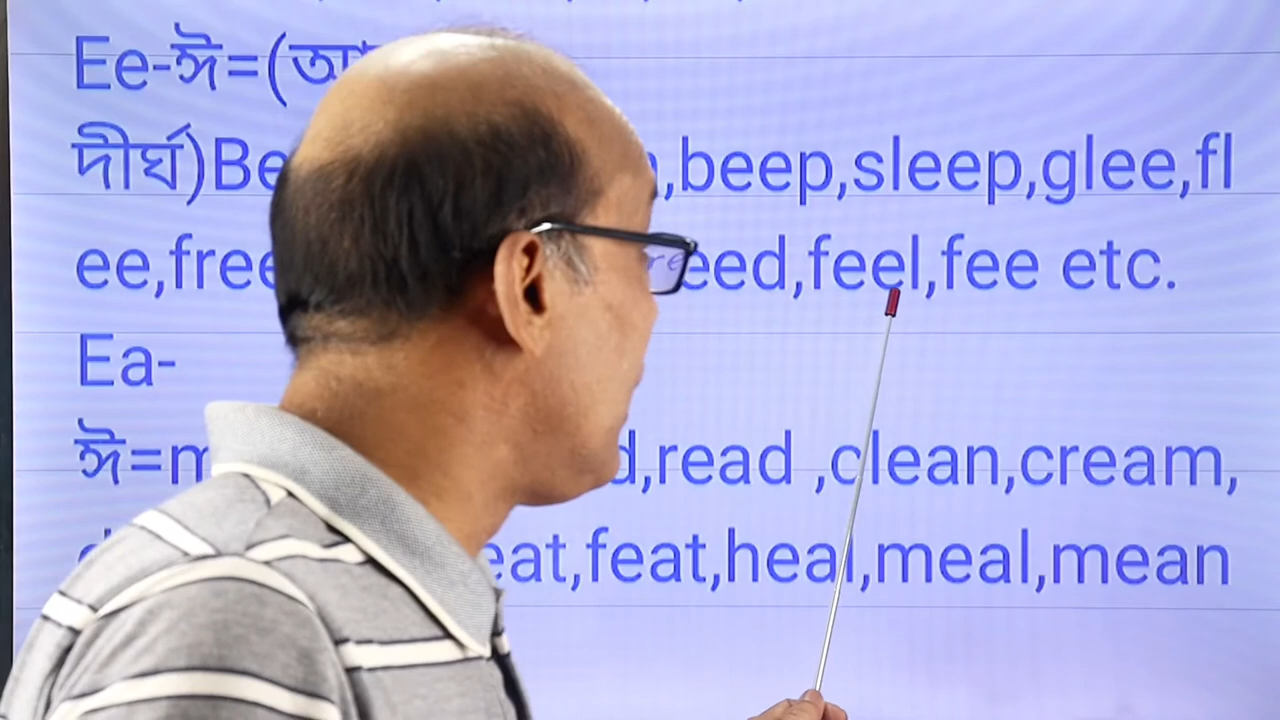 Ee-ঈ=(
দীর্ঘ) ,beep,sleep,glee,fl
ee,free eed,feel,fee etc.
Ea-
ঈ= ,read ,clean,cream,
eat,feat,heal,meal,mean